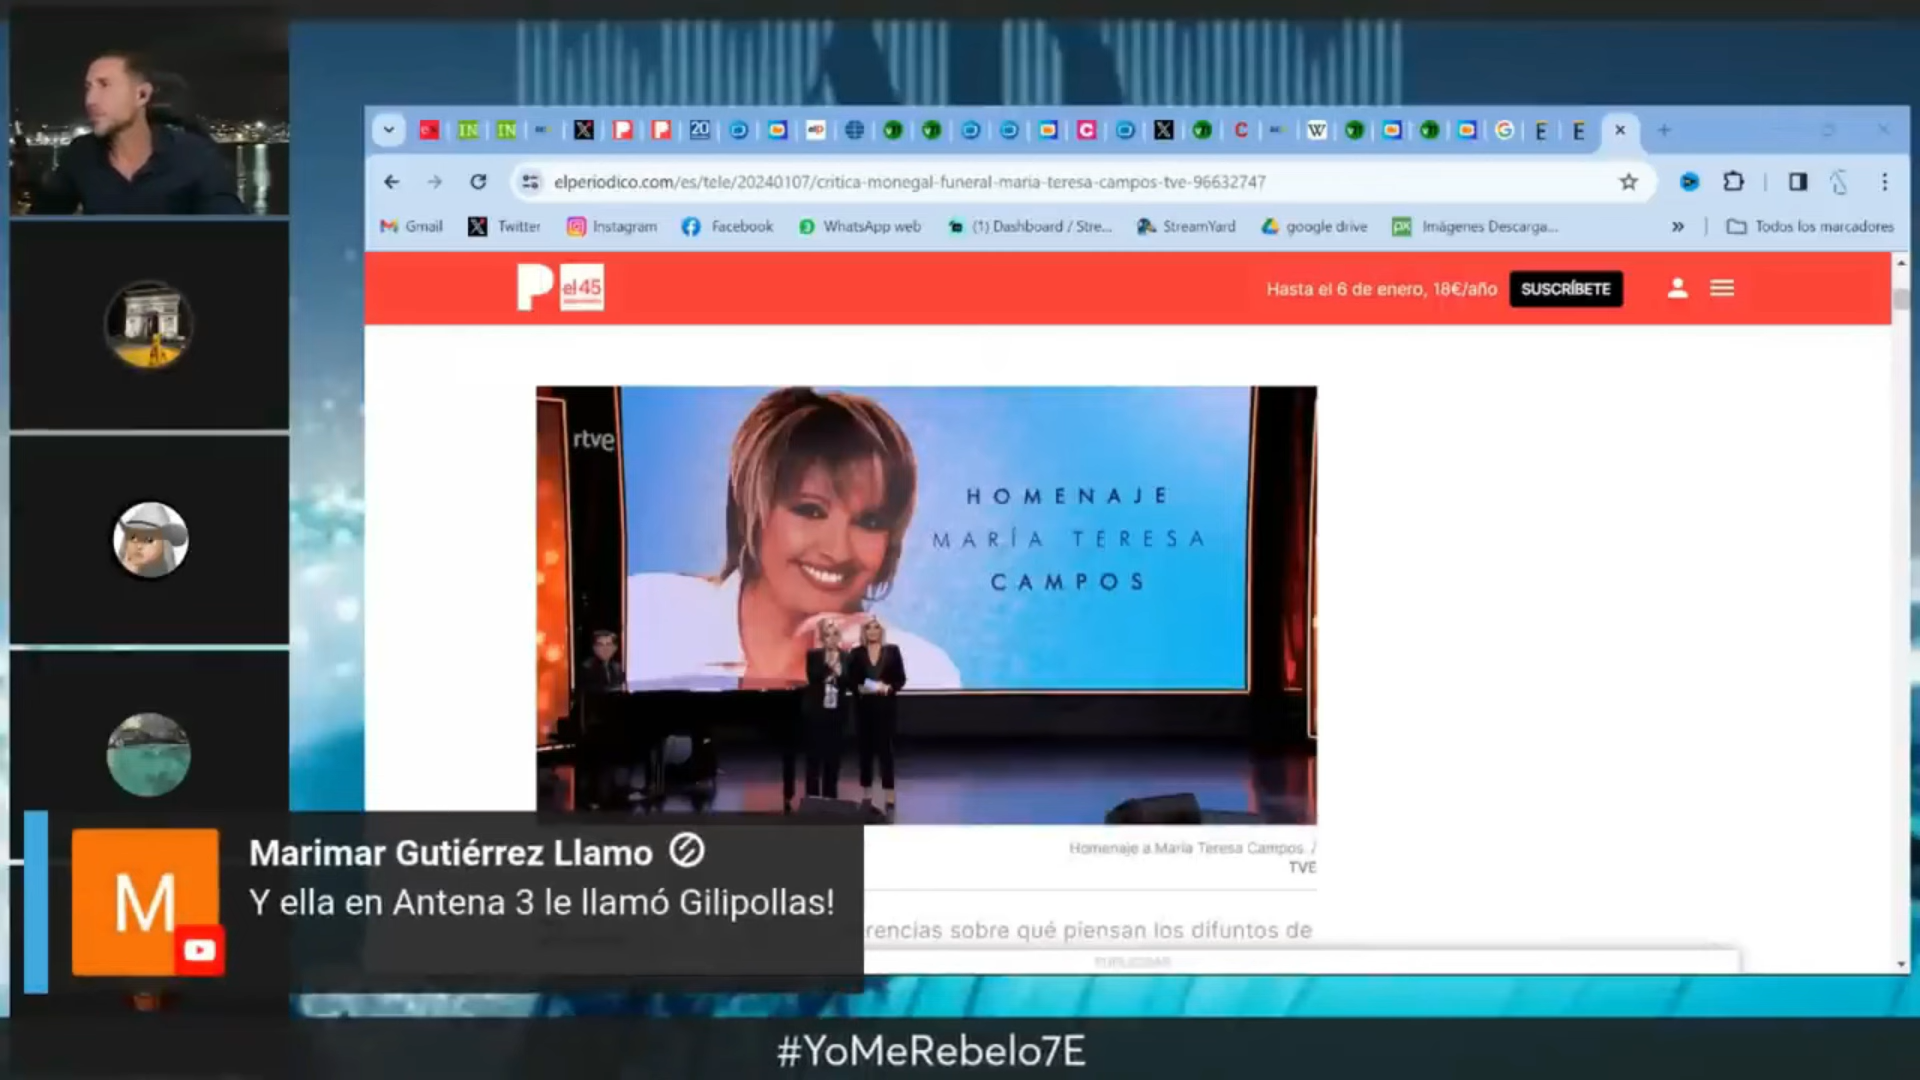 elperiodico.com/es/tele/20240107/critica-monegal-funeral-maria-teresa-campos-tve-96632747
Gmail Twitter Instagram Facebook WhatsApp web (1) Dashboard / Stre... StreamYard google drive Imágenes Descarga... » Todos los marcadores
P el45 Hasta el 6 de enero, 18€/año SUSCRÍBETE
rtve
HOMENAJE
MARÍA TERESA
CAMPOS
Homenaje a María Teresa Campos. /
TVE
rencias sobre qué piensan los difuntos de
PUBLICIDAD
M
Marimar Gutiérrez Llamo
Y ella en Antena 3 le llamó Gilipollas!
#YoMeRebelo7E